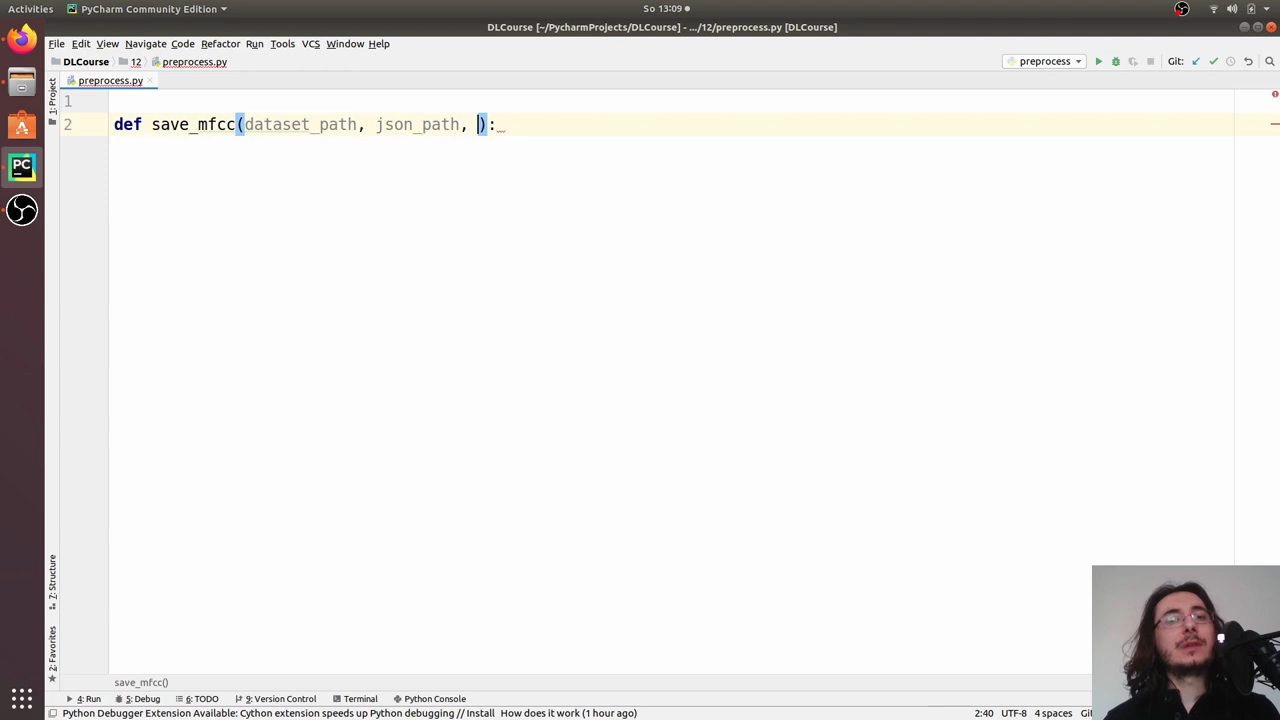 Activities
PyCharm Community Edition
So 13:09
DLCourse [~/PycharmProjects/DLCourse] - .../12/preprocess.py [DLCourse]
File Edit View Navigate Code Refactor Run Tools VCS Window Help
DLCourse 12 preprocess.py
preprocess
Git:
preprocess.py
1: Project
1
2 def save_mfcc(dataset_path, json_path, ):
7: Structure
2: Favorites
save_mfcc()
4: Run 5: Debug 6: TODO 9: Version Control Terminal Python Console
Python Debugger Extension Available: Cython extension speeds up Python debugging // Install How does it work (1 hour ago)
2:40 UTF-8 4 spaces Git
PC